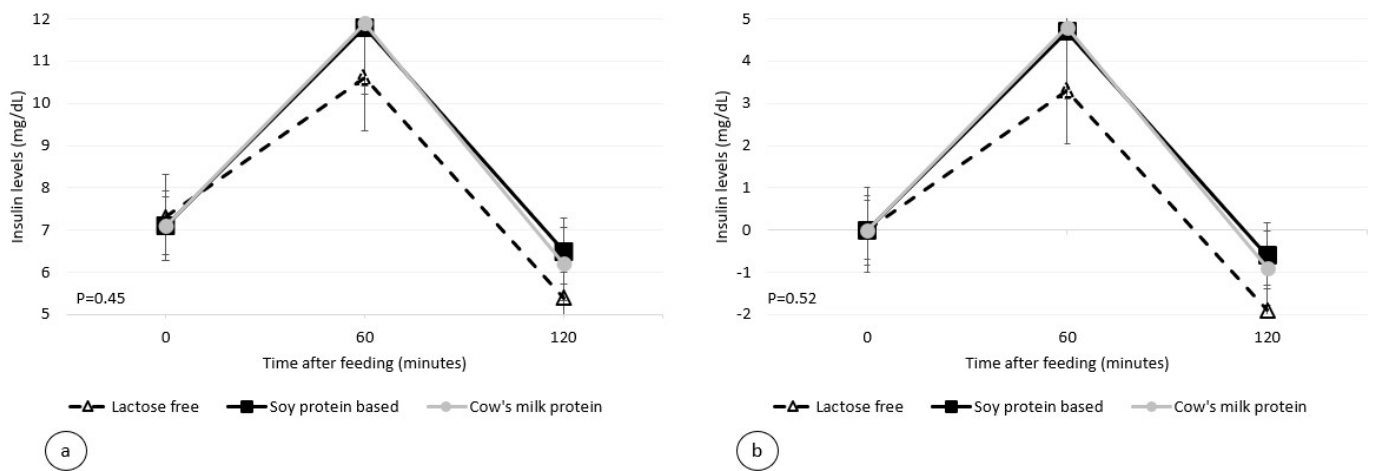 Insulin levels (mg/dL)
12
11
10
9
8
7
6
5
P=0.45
0
60
120
Time after feeding (minutes)
Lactose free
Soy protein based
Cow's milk protein
a
Insulin levels (mg/dL)
5
4
3
2
1
0
-1
-2
P=0.52
0
60
120
Time after feeding (minutes)
Lactose free
Soy protein based
Cow's milk protein
b